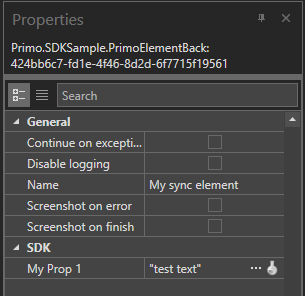 Properties
Primo.SDKSample.PrimoElementBack:
424bb6c7-fd1e-4f46-8d2d-6f7715f19561
Search
General
Continue on excepti...
Disable logging
Name My sync element
Screenshot on error
Screenshot on finish
SDK
My Prop 1 "test text" ...